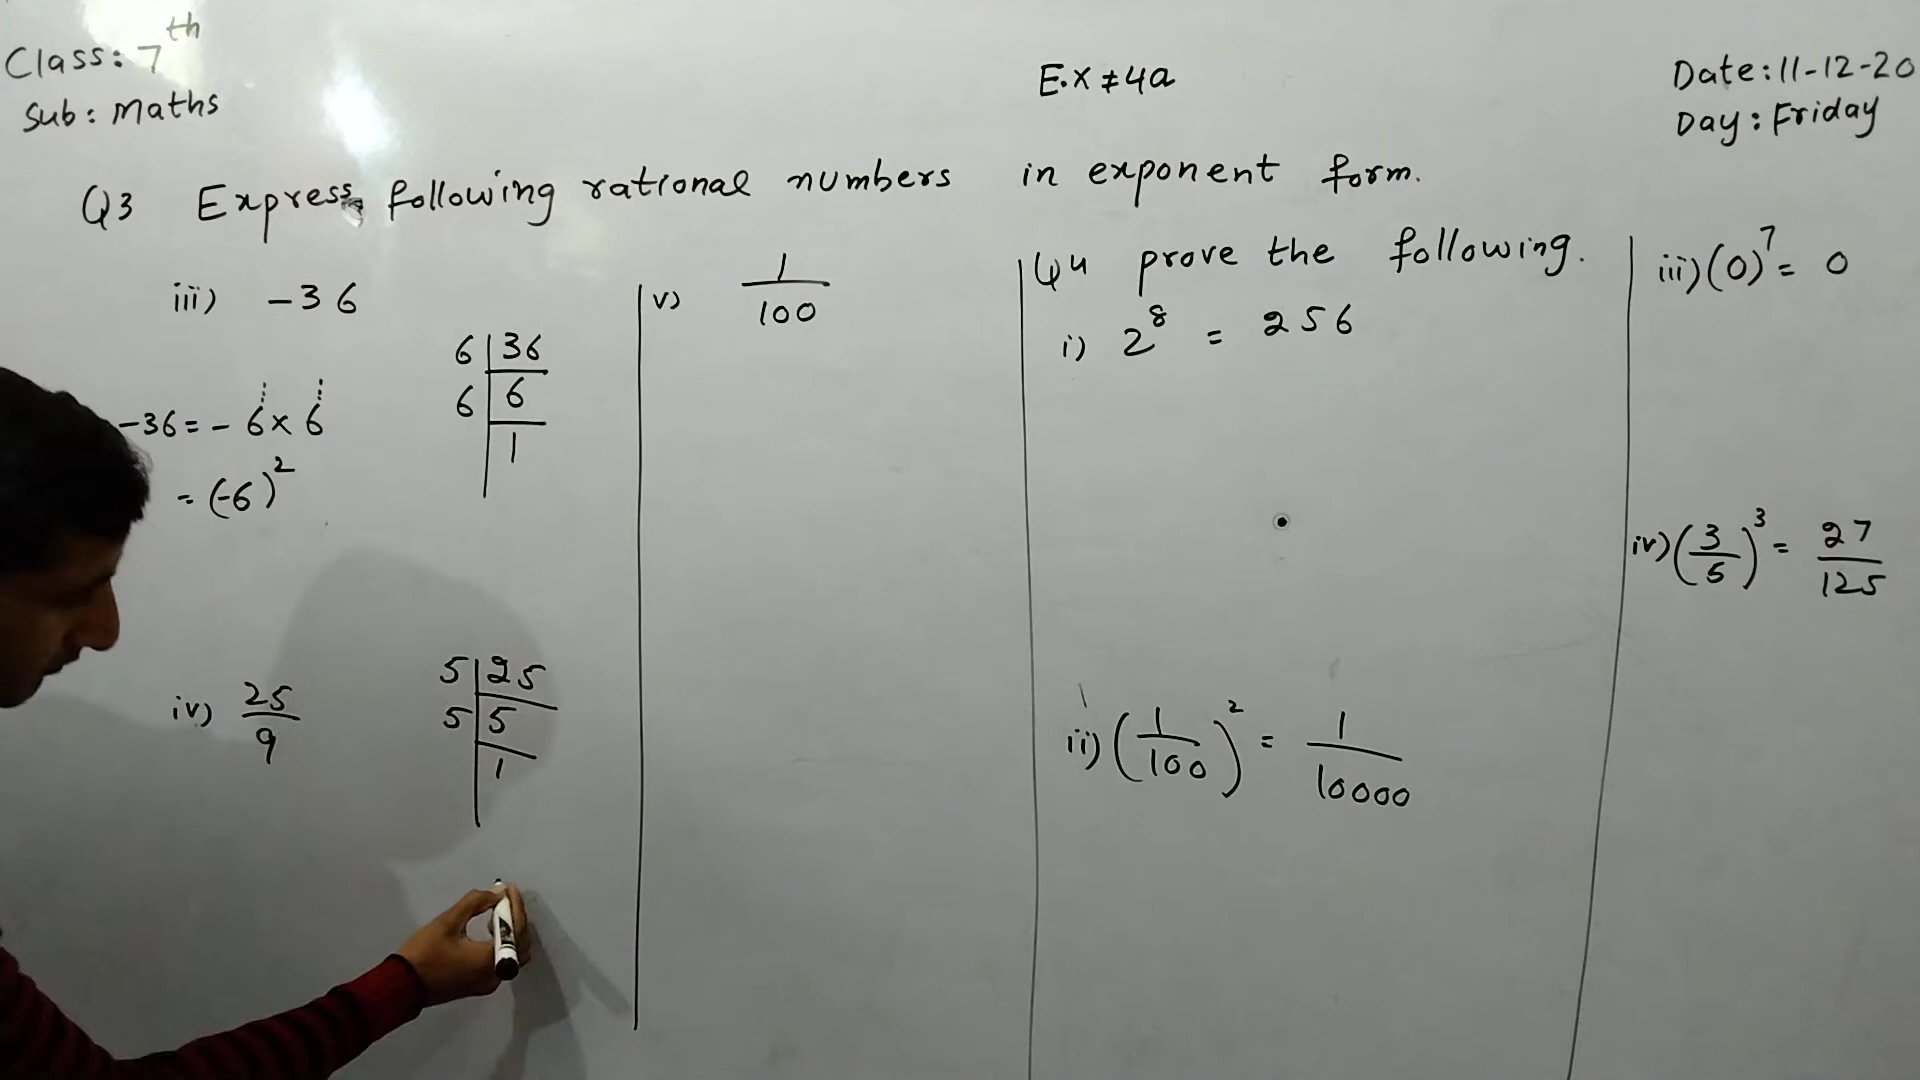 Class: 7th
Sub: Maths
E.x ≠ 4a
Date: 11-12-20
Day: Friday
Q3 Express following rational numbers in exponent form.
iii) -36
6 | 36
6 | 6
1
-36 = - 6 x 6
= (-6)²
iv) 25/9
5 | 25
5 | 5
1
v) 1/100
Q4 prove the following.
i) 2⁸ = 256
ii) (1/100)² = 1/10000
iii) (0)⁷ = 0
iv) (3/5)³ = 27/125